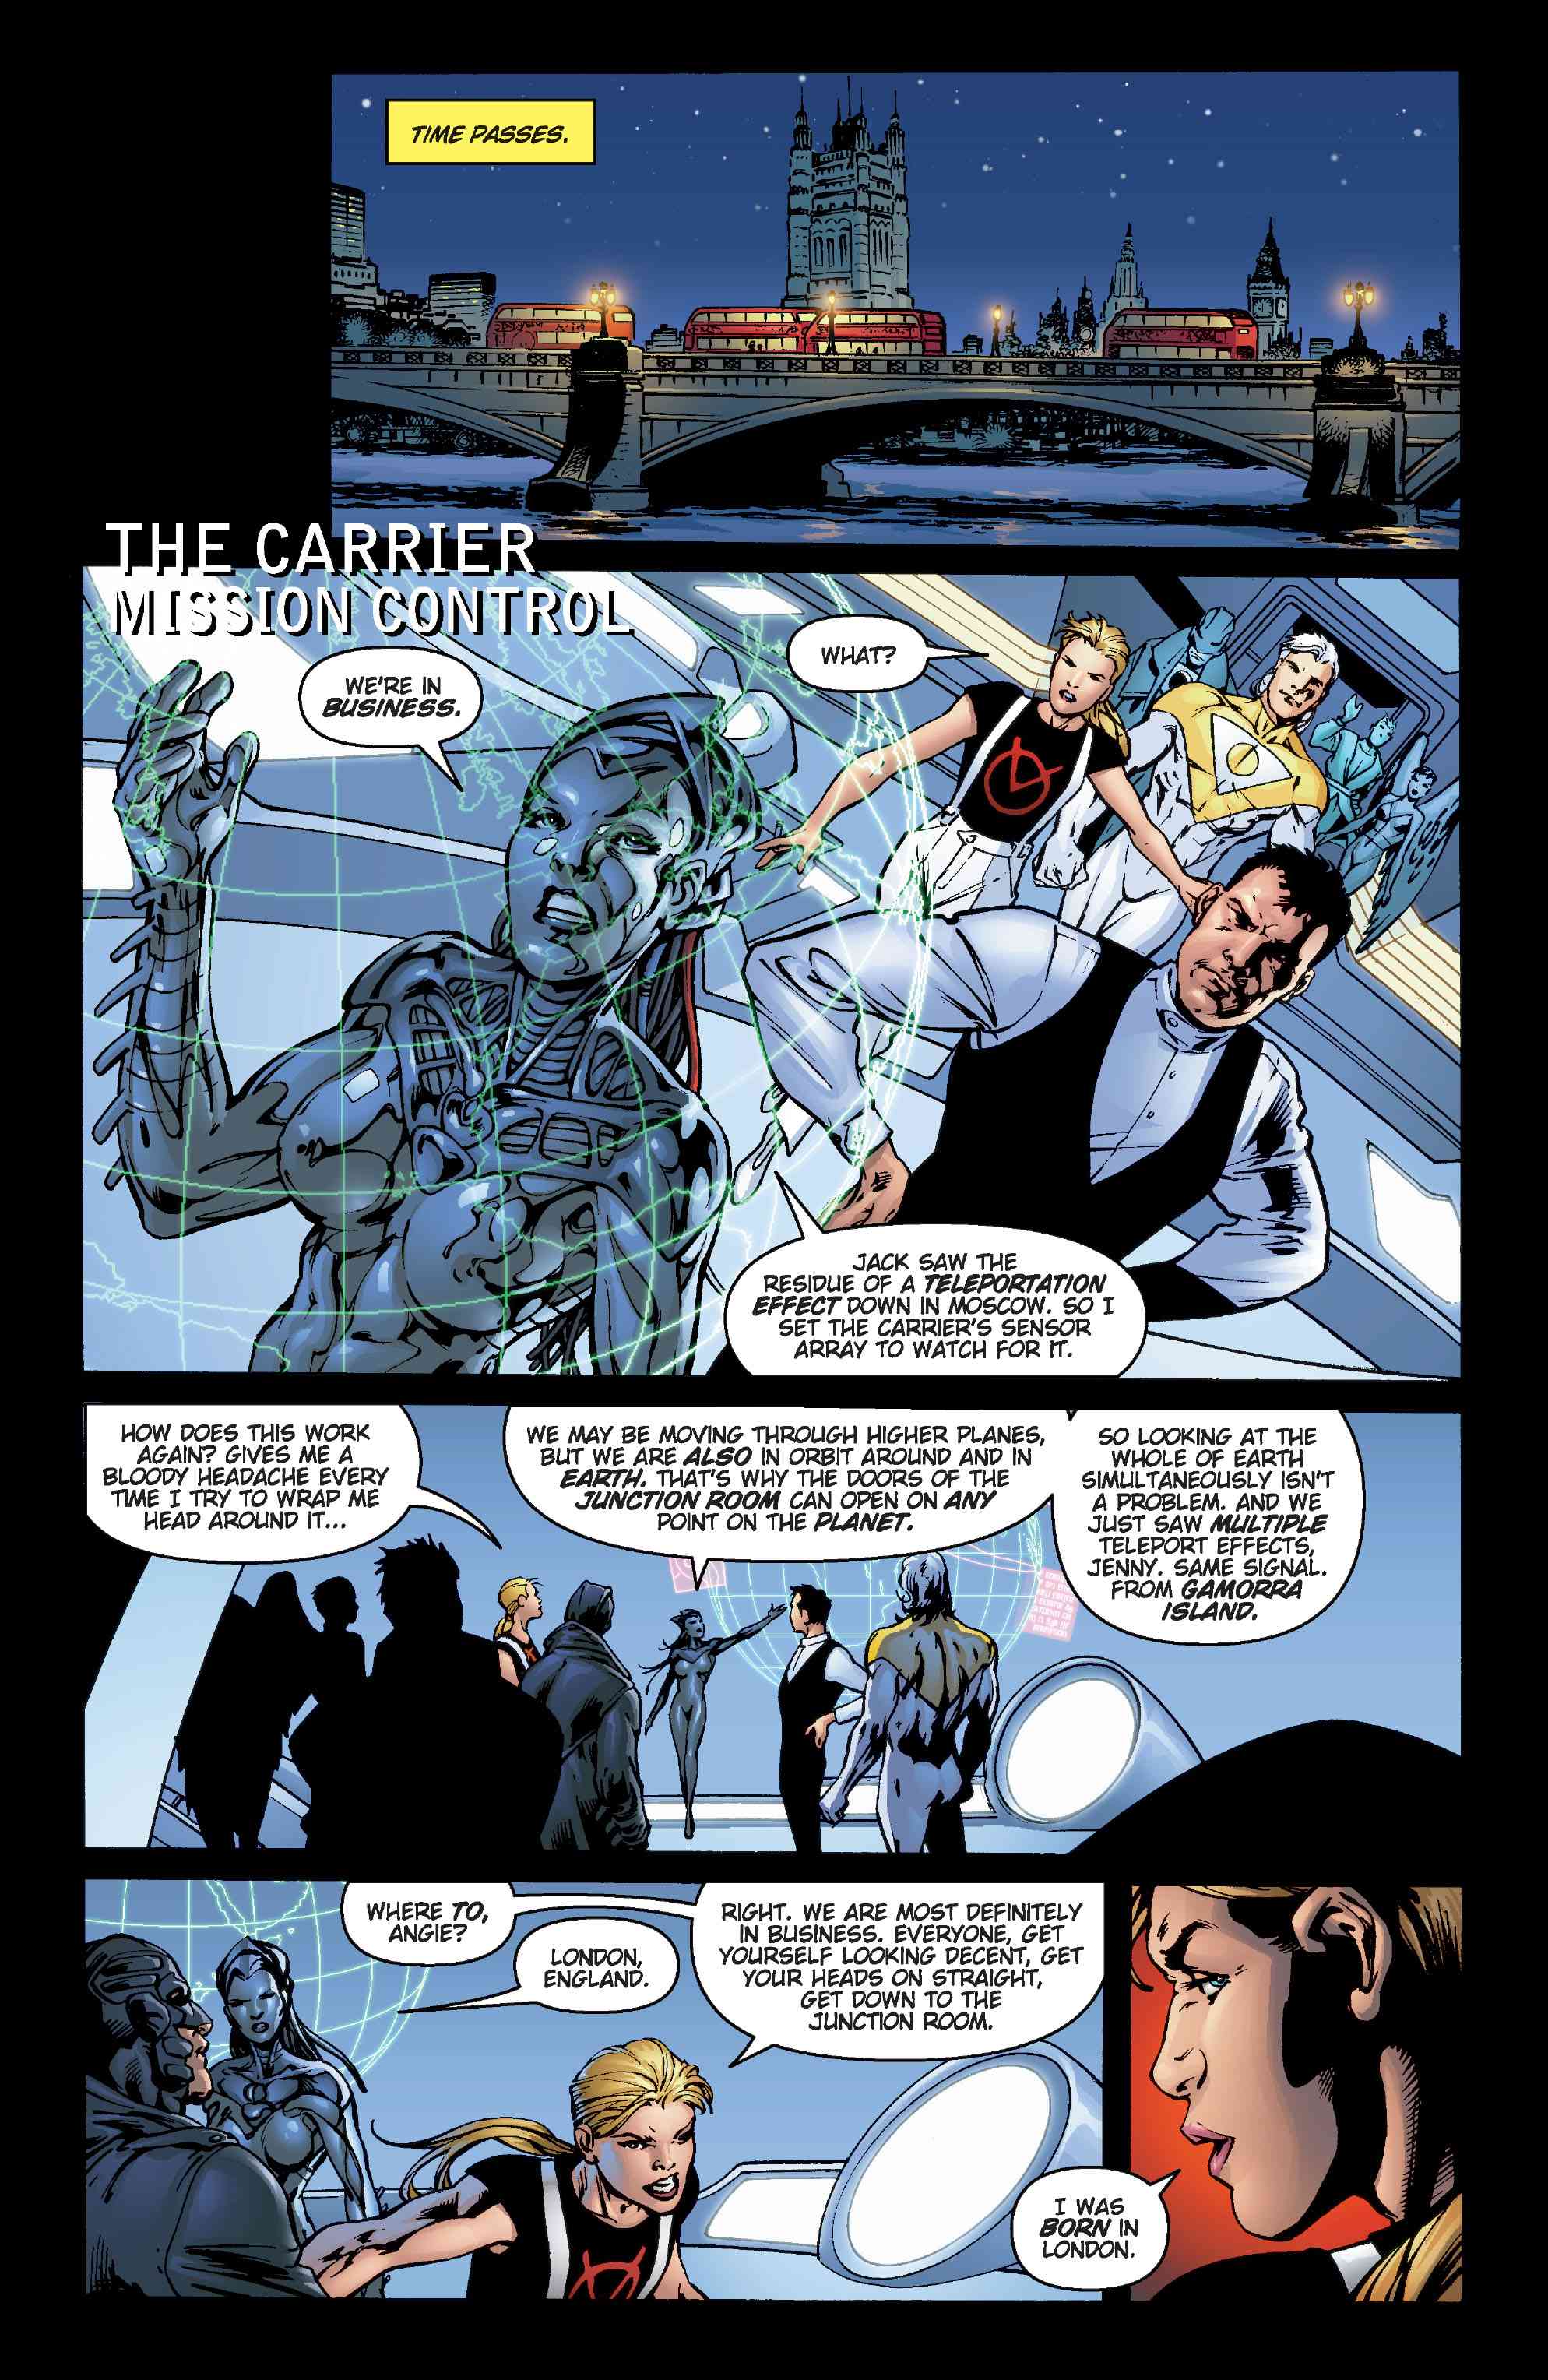 TIME PASSES.
THE CARRIER
MISSION CONTROL
WE'RE IN
BUSINESS.
WHAT?
JACK SAW THE
RESIDUE OF A TELEPORTATION
EFFECT DOWN IN MOSCOW. SO I
SET THE CARRIER'S SENSOR
ARRAY TO WATCH FOR IT.
HOW DOES THIS WORK
AGAIN? GIVES ME A
BLOODY HEADACHE EVERY
TIME I TRY TO WRAP ME
HEAD AROUND IT...
WE MAY BE MOVING THROUGH HIGHER PLANES,
BUT WE ARE ALSO IN ORBIT AROUND AND IN
EARTH. THAT'S WHY THE DOORS OF THE
JUNCTION ROOM CAN OPEN ON ANY
POINT ON THE PLANET.
SO LOOKING AT THE
WHOLE OF EARTH
SIMULTANEOUSLY ISN'T
A PROBLEM. AND WE
JUST SAW MULTIPLE
TELEPORT EFFECTS,
JENNY. SAME SIGNAL.
FROM GAMORRA
ISLAND.
WHERE TO,
ANGIE?
LONDON,
ENGLAND.
RIGHT. WE ARE MOST DEFINITELY
IN BUSINESS. EVERYONE, GET
YOURSELF LOOKING DECENT, GET
YOUR HEADS ON STRAIGHT,
GET DOWN TO THE
JUNCTION ROOM.
I WAS
BORN IN
LONDON.